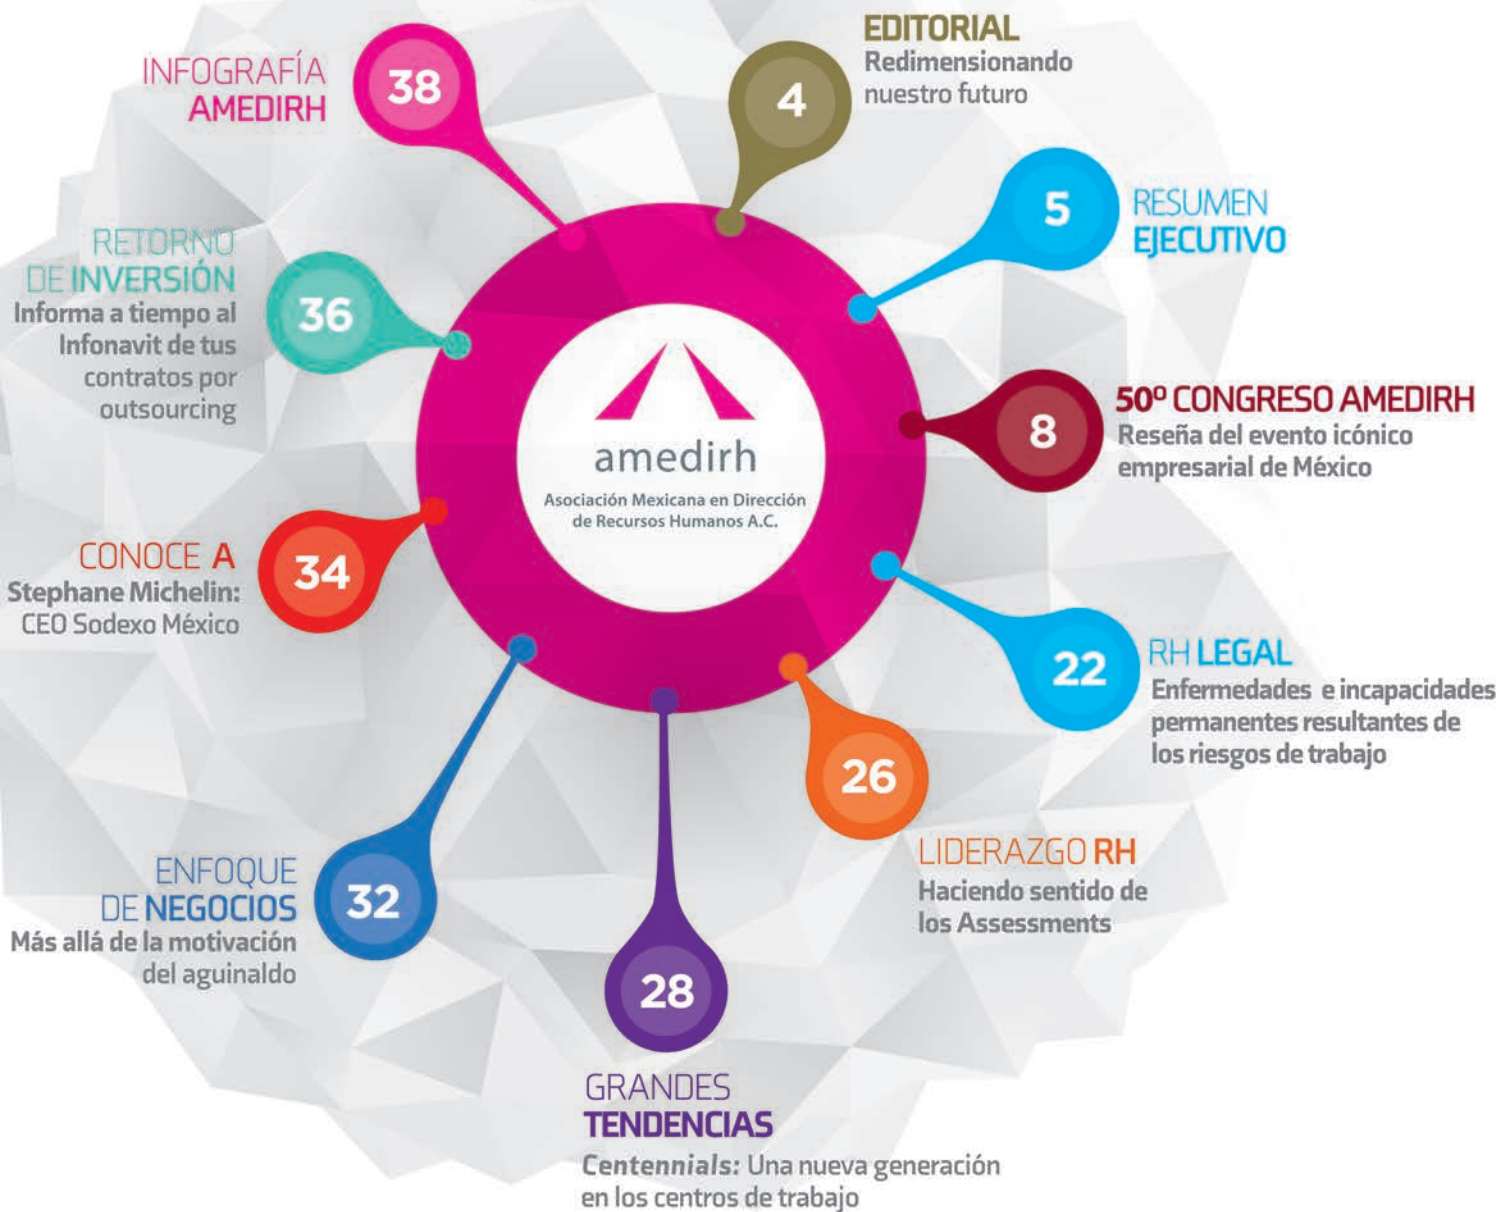 EDITORIAL
Redimensionando
nuestro futuro
4
5
RESUMEN
EJECUTIVO
8
50º CONGRESO AMEDIRH
Reseña del evento icónico
empresarial de México
22
RH LEGAL
Enfermedades e incapacidades
permanentes resultantes de
los riesgos de trabajo
26
LIDERAZGO RH
Haciendo sentido de
los Assessments
28
GRANDES
TENDENCIAS
Centennials: Una nueva generación
en los centros de trabajo
32
ENFOQUE
DE NEGOCIOS
Más allá de la motivación
del aguinaldo
34
CONOCE A
Stephane Michelin:
CEO Sodexo México
36
RETORNO
DE INVERSIÓN
Informa a tiempo al
Infonavit de tus
contratos por
outsourcing
38
INFOGRAFÍA
AMEDIRH
amedirh
Asociación Mexicana en Dirección
de Recursos Humanos A.C.